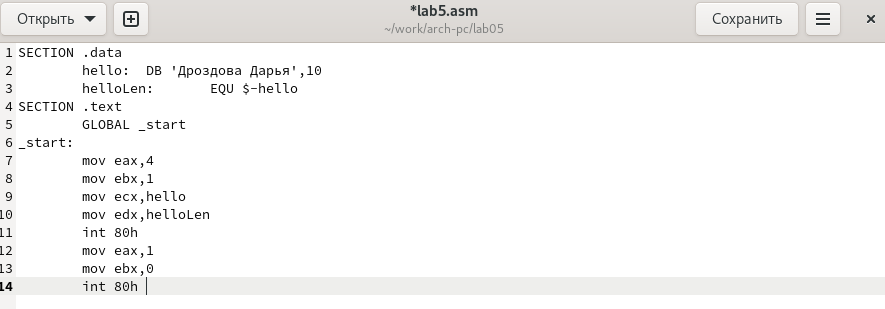 Открыть
*lab5.asm
~/work/arch-pc/lab05
Сохранить
1 SECTION .data
2 hello: DB 'Дроздова Дарья',10
3 helloLen: EQU $-hello
4 SECTION .text
5 GLOBAL _start
6 _start:
7 mov eax,4
8 mov ebx,1
9 mov ecx,hello
10 mov edx,helloLen
11 int 80h
12 mov eax,1
13 mov ebx,0
14 int 80h